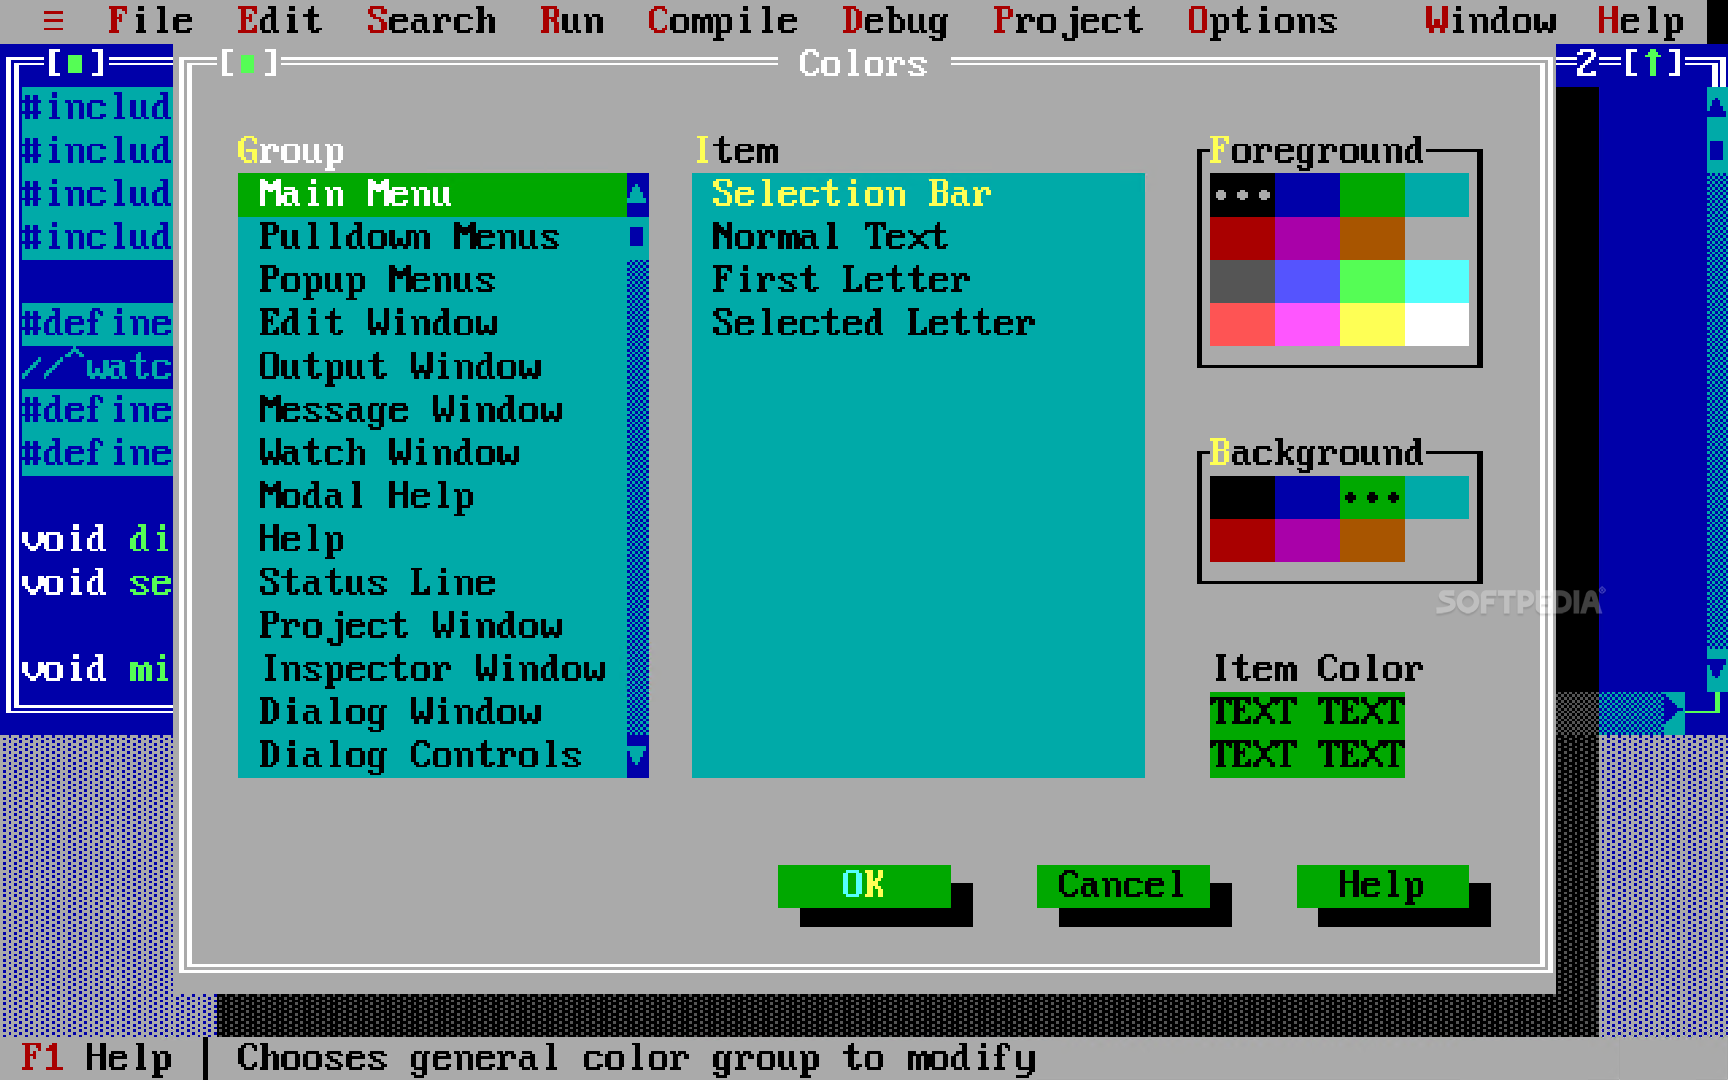 ≡ File Edit Search Run Compile Debug Project Options Window Help
[■] [■] Colors 2 [↑]
#includ
#includ
#includ
#includ
#define
//^watc
#define
#define
void di
void se
void mi
Group
Main Menu
Pulldown Menus
Popup Menus
Edit Window
Output Window
Message Window
Watch Window
Modal Help
Help
Status Line
Project Window
Inspector Window
Dialog Window
Dialog Controls
Item
Selection Bar
Normal Text
First Letter
Selected Letter
Foreground
Background
SOFTPEDIA®
Item Color
TEXT TEXT
TEXT TEXT
OK Cancel Help
F1 Help | Chooses general color group to modify